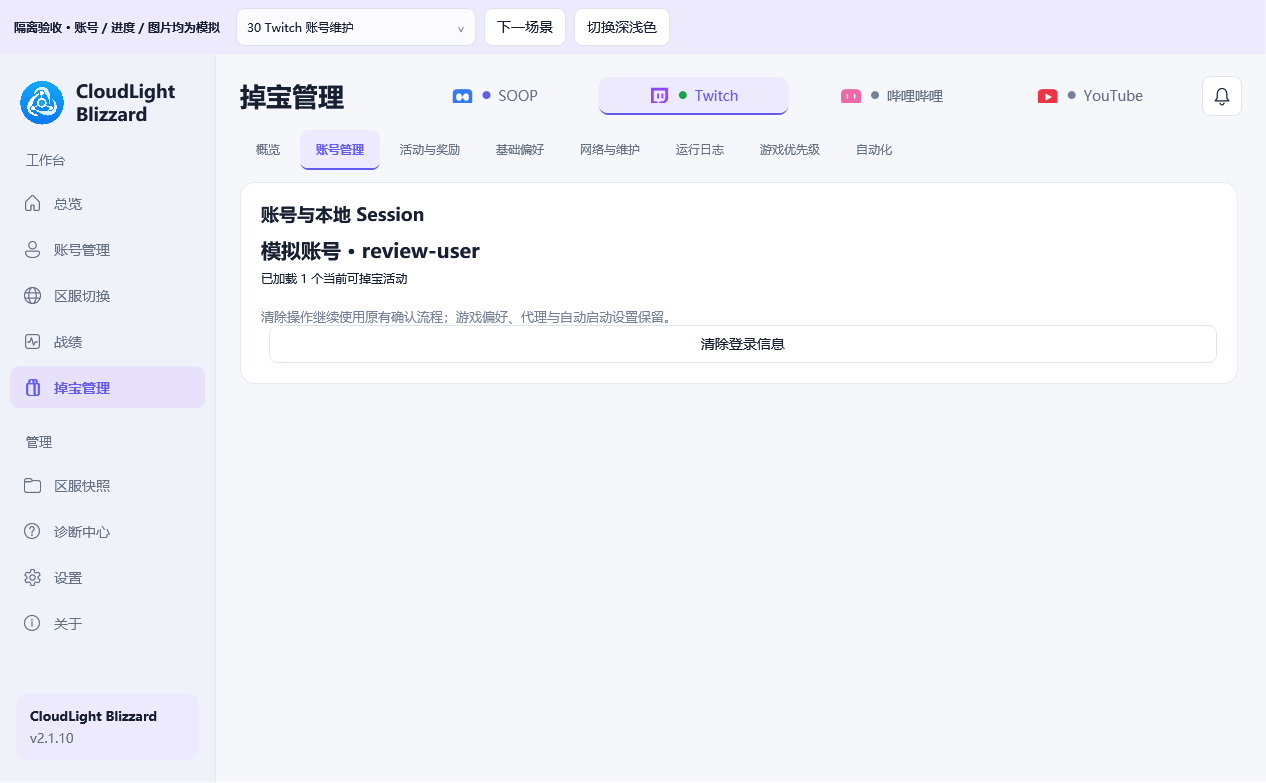 隔离验收 • 账号 / 进度 / 图片均为模拟
30 Twitch 账号维护
下一场景
切换深浅色
CloudLight
Blizzard
工作台
总览
账号管理
区服切换
战绩
掉宝管理
管理
区服快照
诊断中心
设置
关于
CloudLight Blizzard
v2.1.10
掉宝管理
SOOP
Twitch
哔哩哔哩
YouTube
概览
账号管理
活动与奖励
基础偏好
网络与维护
运行日志
游戏优先级
自动化
账号与本地 Session
模拟账号 • review-user
已加载 1 个当前可掉宝活动
清除操作继续使用原有确认流程；游戏偏好、代理与自动启动设置保留。
清除登录信息